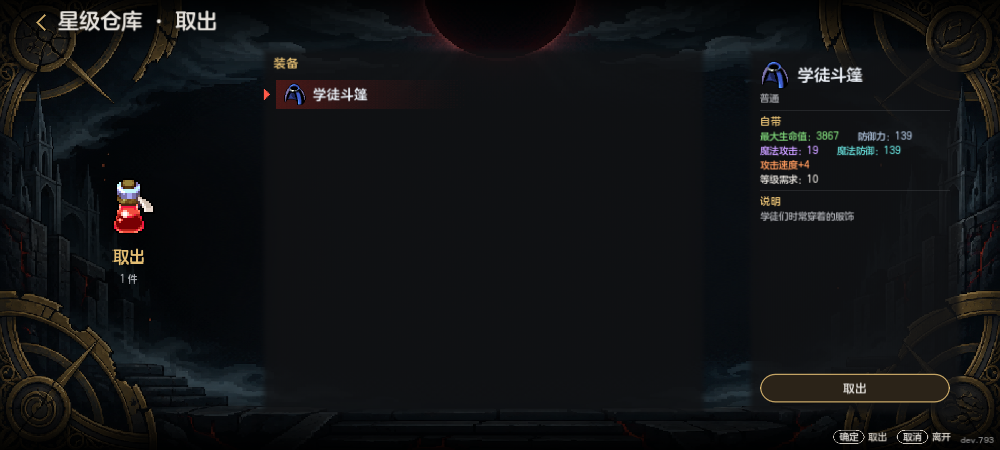 星级仓库 · 取出
装备
学徒斗篷
取出
1 件
学徒斗篷
普通
自带
最大生命值：3867 防御力：139
魔法攻击：19 魔法防御：139
攻击速度+4
等级需求：10
说明
学徒们时常穿着的服饰
取出
确定 取出 取消 离开
dev.793